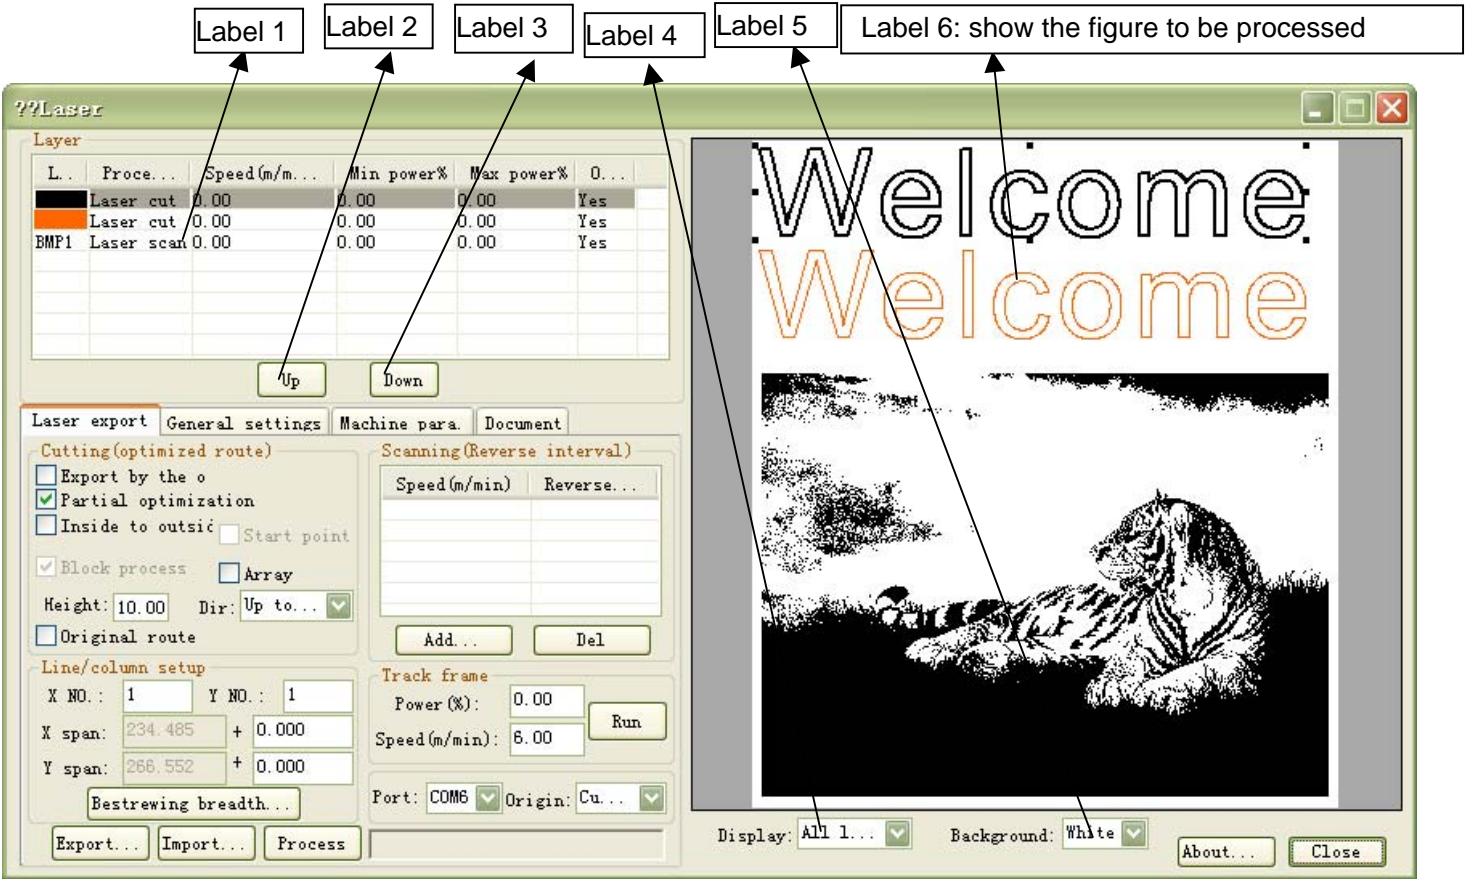 Label 1
Label 2
Label 3
Label 4
Label 5
Label 6: show the figure to be processed
??Laser
Layer
L.. Proce... Speed(m/m... Min power% Max power% O...
Laser cut 0.00 0.00 0.00 Yes
Laser cut 0.00 0.00 0.00 Yes
BMP1 Laser scan 0.00 0.00 0.00 Yes
Up Down
Laser export General settings Machine para. Document
Cutting(optimized route)
Export by the o
Partial optimization
Inside to outsid Start point
Block process Array
Height: 10.00 Dir: Up to...
Original route
Line/column setup
X NO.: 1 Y NO.: 1
X span: 234.485 + 0.000
Y span: 266.552 + 0.000
Bestrewing breadth...
Export... Import... Process
Scanning(Reverse interval)
Speed(m/min) Reverse...
Add... Del
Track frame
Power(%): 0.00
Speed(m/min): 6.00
Run
Port: COM6 Origin: Cu...
Welcome
Welcome
Display: All l... Background: White
About... Close